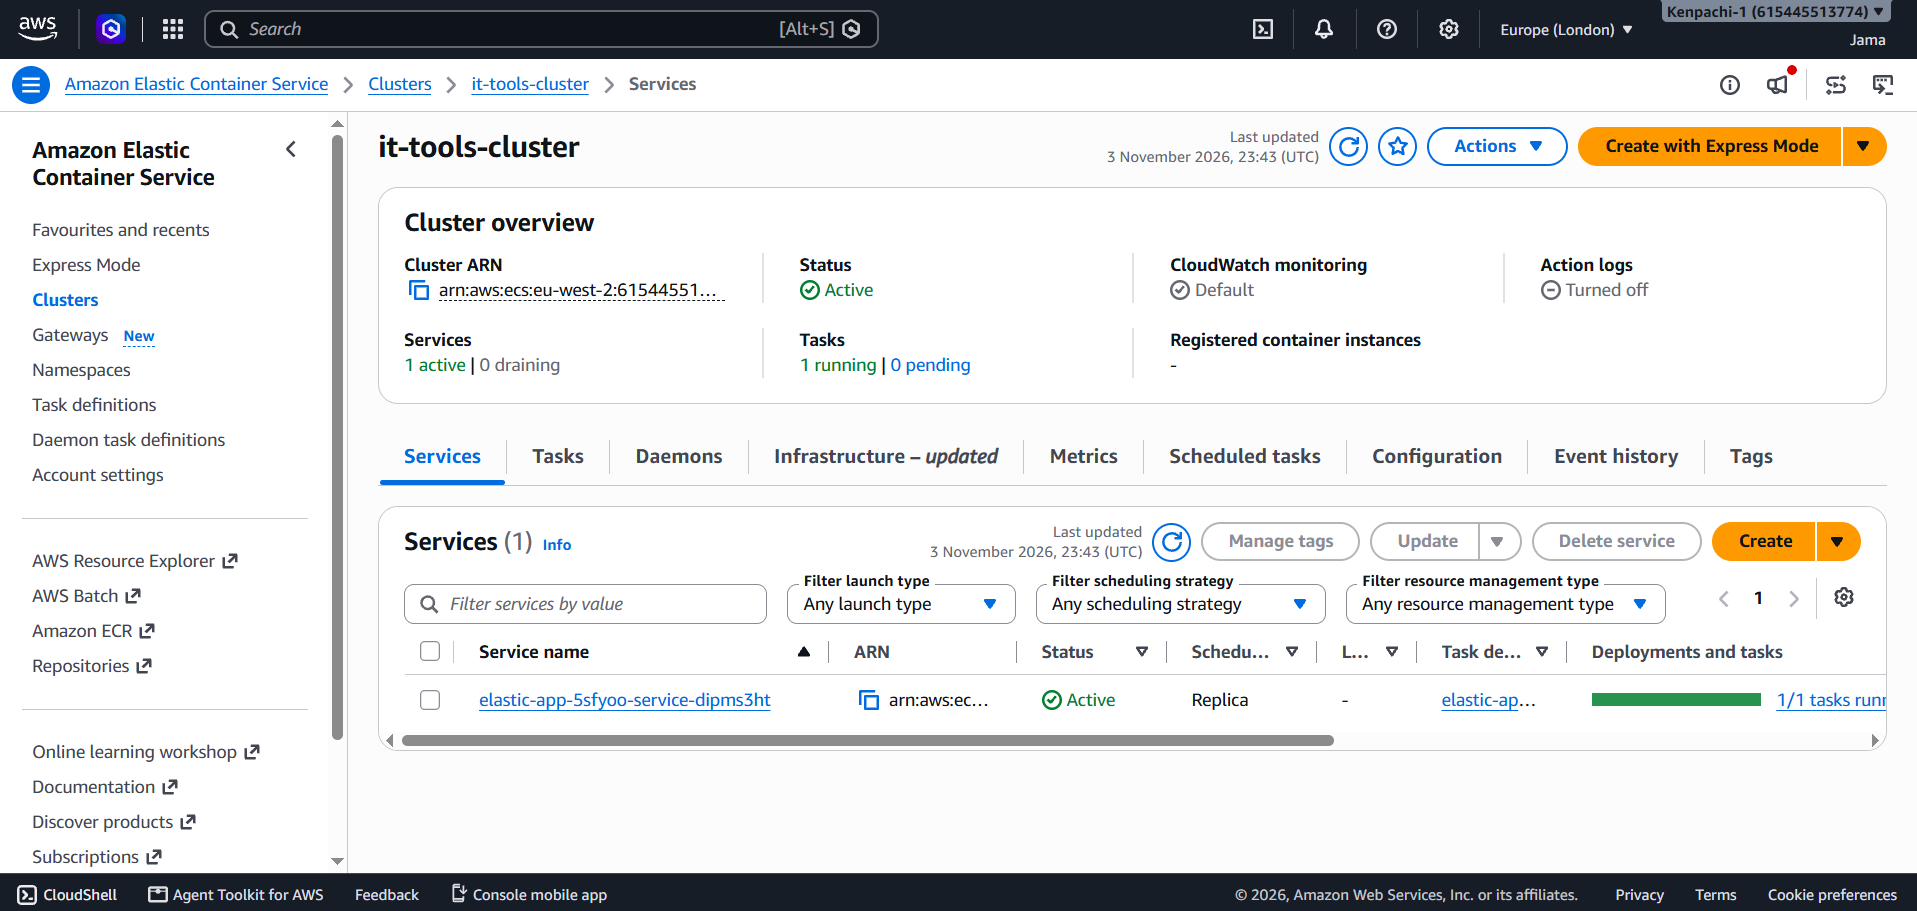 aws
Search [Alt+S]
Europe (London)
Kenpachi-1 (615445513774)
Jama
Amazon Elastic Container Service
Clusters
it-tools-cluster
Services
Amazon Elastic
Container Service
Favourites and recents
Express Mode
Clusters
Gateways New
Namespaces
Task definitions
Daemon task definitions
Account settings
AWS Resource Explorer
AWS Batch
Amazon ECR
Repositories
Online learning workshop
Documentation
Discover products
Subscriptions
it-tools-cluster
Last updated
3 November 2026, 23:43 (UTC)
Actions
Create with Express Mode
Cluster overview
Cluster ARN
arn:aws:ecs:eu-west-2:61544551...
Status
Active
CloudWatch monitoring
Default
Action logs
Turned off
Services
1 active | 0 draining
Tasks
1 running | 0 pending
Registered container instances
-
Services
Tasks
Daemons
Infrastructure – updated
Metrics
Scheduled tasks
Configuration
Event history
Tags
Services (1) Info
Last updated
3 November 2026, 23:43 (UTC)
Manage tags
Update
Delete service
Create
Filter services by value
Filter launch type
Any launch type
Filter scheduling strategy
Any scheduling strategy
Filter resource management type
Any resource management type
1
Service name
ARN
Status
Schedu...
L...
Task de...
Deployments and tasks
elastic-app-5sfyoo-service-dipms3ht
arn:aws:ec...
Active
Replica
-
elastic-ap...
1/1 tasks runn
CloudShell
Agent Toolkit for AWS
Feedback
Console mobile app
© 2026, Amazon Web Services, Inc. or its affiliates.
Privacy
Terms
Cookie preferences